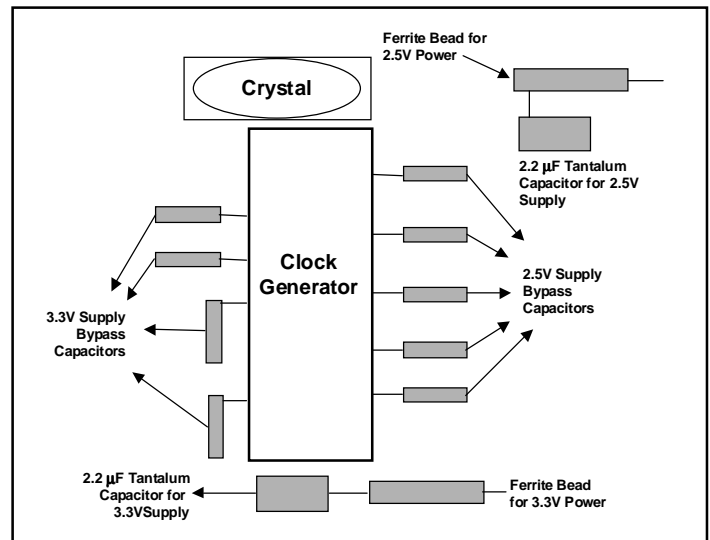 Ferrite Bead for
2.5V Power
Crystal
2.2 μF Tantalum
Capacitor for 2.5V
Supply
Clock
Generator
2.5V Supply
Bypass
Capacitors
3.3V Supply
Bypass
Capacitors
2.2 μF Tantalum
Capacitor for
3.3VSupply
Ferrite Bead
for 3.3V Power